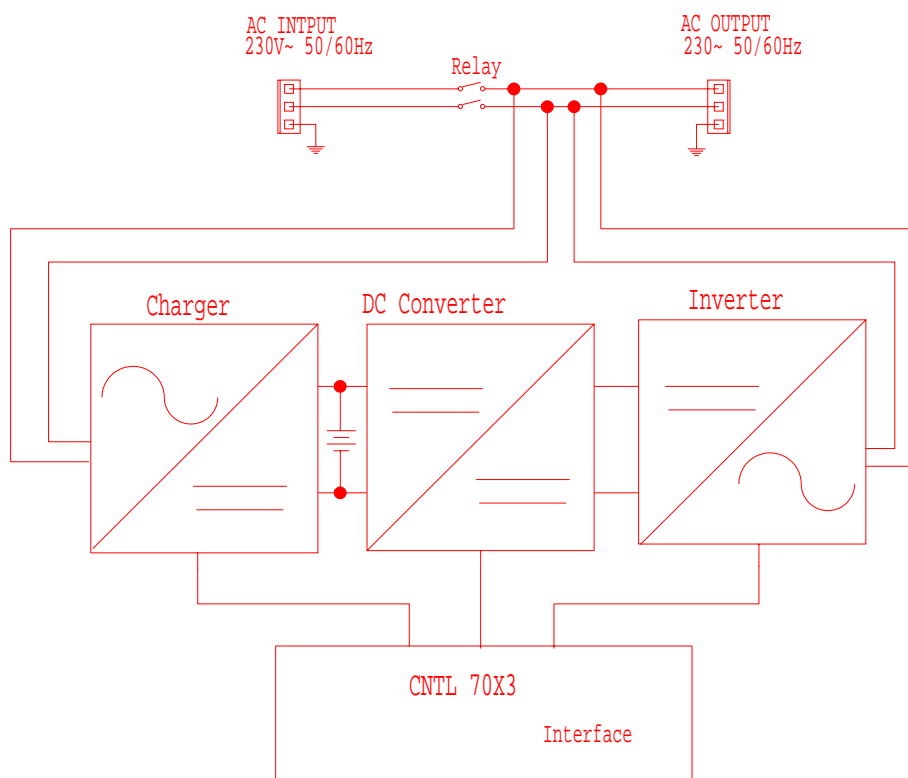 AC INTPUT
230V~ 50/60Hz
AC OUTPUT
230~ 50/60Hz
Relay
Charger
DC Converter
Inverter
CNTL 70X3
Interface